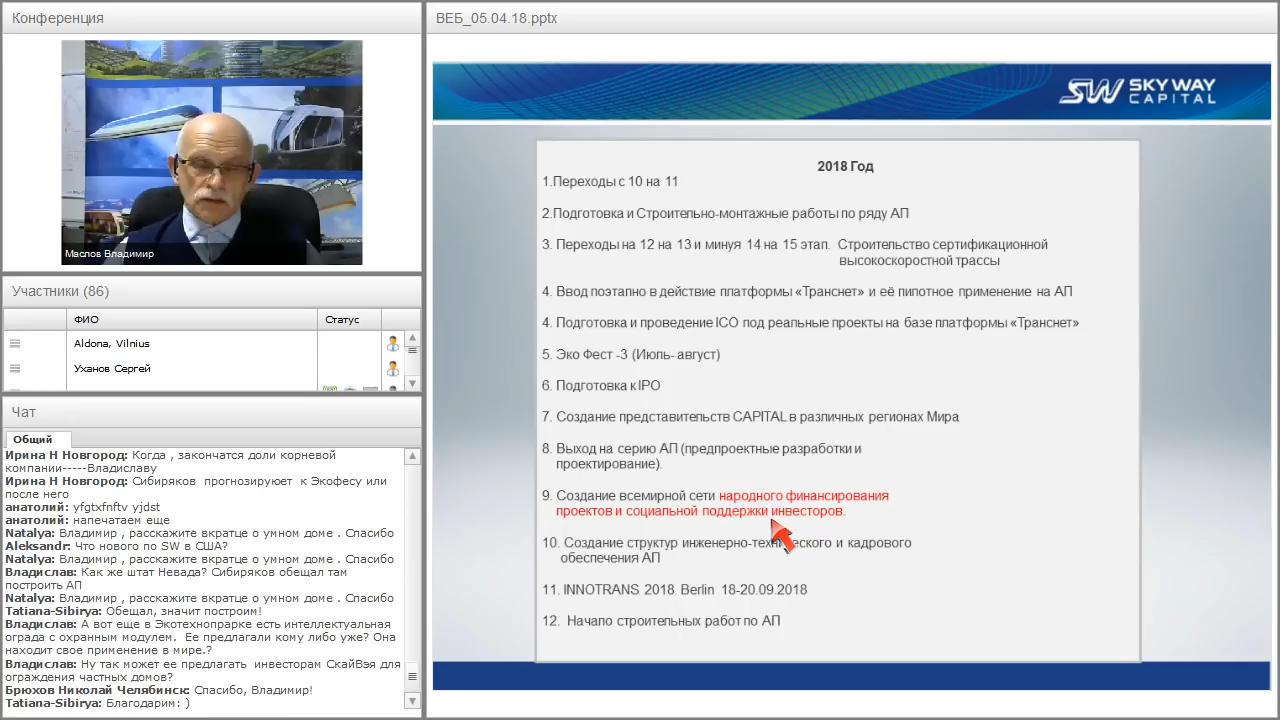 Конференция
Маслов Владимир
Участники (86)
ФИО
Статус
Aldona, Vilnius
Уханов Сергей
Чат
Общий
Ирина Н Новгород: Когда , закончатся доли корневой
компании-----Владиславу
Ирина Н Новгород: Сибиряков прогнозируюет к Экофесу или
после него
анатолий: yfgtxfnftv yjdst
анатолий: напечатаем еще
Natalya: Владимир , расскажите вкратце о умном доме . Спасибо
Aleksandr: Что нового по SW в США?
Natalya: Владимир , расскажите вкратце о умном доме . Спасибо
Владислав: Как же штат Невада? Сибиряков обещал там
построить АП
Natalya: Владимир , расскажите вкратце о умном доме . Спасибо
Tatiana-Sibirya: Обещал, значит построим!
Владислав: А вот еще в Экотехнопрарке есть интеллектуальная
ограда с охранным модулем. Ее предлагали кому либо уже? Она
находит свое применение в мире.?
Владислав: Ну так может ее предлагать инвесторам СкайВэя для
ограждения частных домов?
Брюхов Николай Челябинск: Спасибо, Владимир!
Tatiana-Sibirya: Благодарим: )
ВЕБ_05.04.18.pptx
SW SKY WAY
CAPITAL
2018 Год
1.Переходы с 10 на 11
2.Подготовка и Строительно-монтажные работы по ряду АП
3. Переходы на 12 на 13 и минуя 14 на 15 этап. Строительство сертификационной
высокоскоростной трассы
4. Ввод поэтапно в действие платформы «Транснет» и её пипотное применение на АП
4. Подготовка и проведение ICO под реальные проекты на базе платформы «Транснет»
5. Эко Фест -3 (Июль- август)
6. Подготовка к IPO
7. Создание представительств CAPITAL в различных регионах Мира
8. Выход на серию АП (предпроектные разработки и
проектирование).
9. Создание всемирной сети народного финансирования
проектов и социальной поддержки инвесторов.
10. Создание структур инженерно-технического и кадрового
обеспечения АП
11. INNOTRANS 2018 Berlin 18-20.09.2018
12. Начало строительных работ по АП